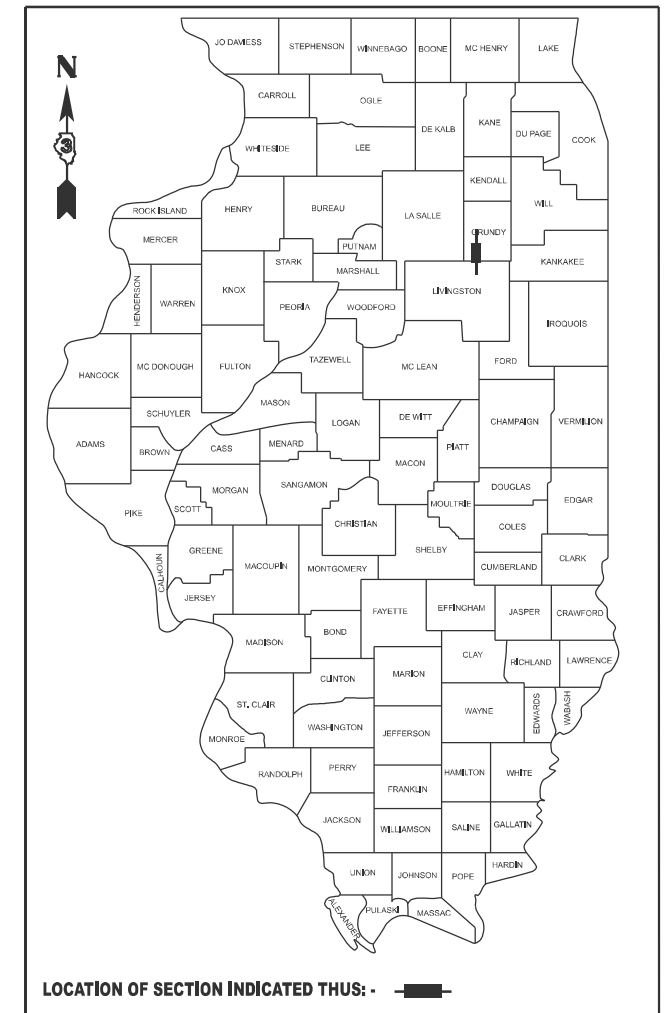 JO DAVIESS STEPHENSON WINNEBAGO BOONE MC HENRY LAKE
N
CARROLL OGLE
DE KALB KANE DU PAGE COOK
3
WHITESIDE LEE
KENDALL
ROCK ISLAND HENRY BUREAU LA SALLE WILL
MERCER PUTNAM GRUNDY
STARK MARSHALL KANKAKEE
HENDERSON WARREN KNOX PEORIA WOODFORD LIVINGSTON
IROQUOIS
HANCOCK MC DONOUGH FULTON TAZEWELL MC LEAN FORD
MASON
SCHUYLER LOGAN DE WITT CHAMPAIGN VERMILION
ADAMS BROWN CASS MENARD PIATT
MACON
MORGAN SANGAMON DOUGLAS
PIKE SCOTT MOULTRIE EDGAR
CHRISTIAN COLES
GREENE SHELBY
CALHOUN MACOUPIN MONTGOMERY CUMBERLAND CLARK
JERSEY
FAYETTE EFFINGHAM JASPER CRAWFORD
MADISON BOND
CLAY RICHLAND LAWRENCE
CLINTON MARION
ST. CLAIR WAYNE EDWARDS WABASH
WASHINGTON JEFFERSON
MONROE
RANDOLPH PERRY HAMILTON WHITE
FRANKLIN
JACKSON WILLIAMSON SALINE GALLATIN
HARDIN
UNION JOHNSON POPE
ALEXANDER PULASKI MASSAC
LOCATION OF SECTION INDICATED THUS: -